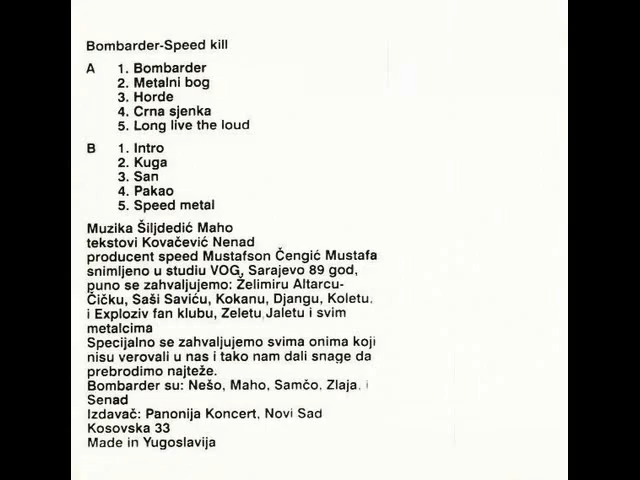 Bombarder-Speed kill
A 1. Bombarder
2. Metalni bog
3. Horde
4. Crna sjenka
5. Long live the loud
B 1. Intro
2. Kuga
3. San
4. Pakao
5. Speed metal
Muzika Šiljdedić Maho
tekstovi Kovačević Nenad
producent speed Mustafson Čengić Mustafa
snimljeno u studiu VOG, Sarajevo 89 god,
puno se zahvaljujemo: Želimiru Altarcu-
Čičku, Saši Saviću, Kokanu, Djangu, Koletu.
i Exploziv fan klubu, Zeletu Jaletu i svim
metalcima
Specijalno se zahvaljujemo svima onima koji
nisu verovali u nas i tako nam dali snage da
prebrodimo najteže.
Bombarder su: Nešo, Maho, Samčo, Zlaja, i
Senad
Izdavač: Panonija Koncert, Novi Sad
Kosovska 33
Made in Yugoslavija